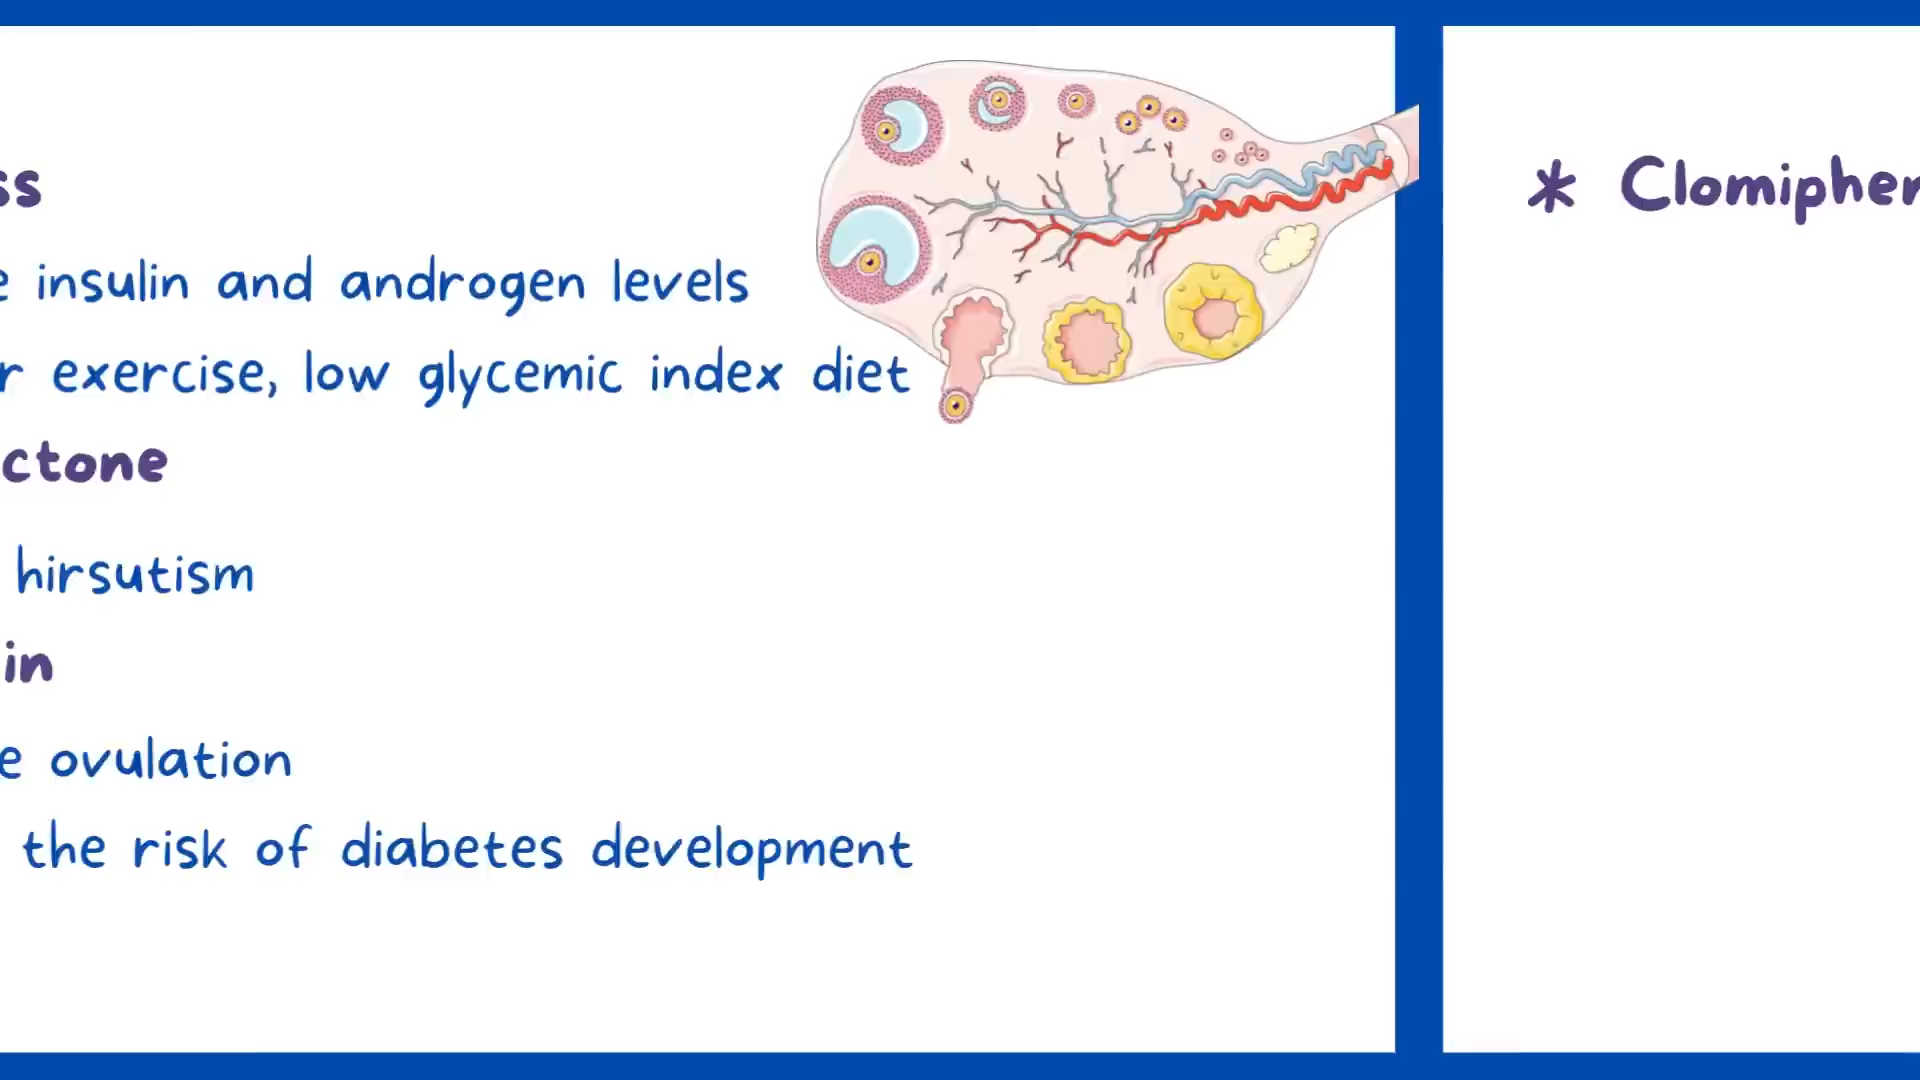 ss
e insulin and androgen levels
r exercise, low glycemic index diet
ctone
hirsutism
in
e ovulation
the risk of diabetes development
* Clomipher